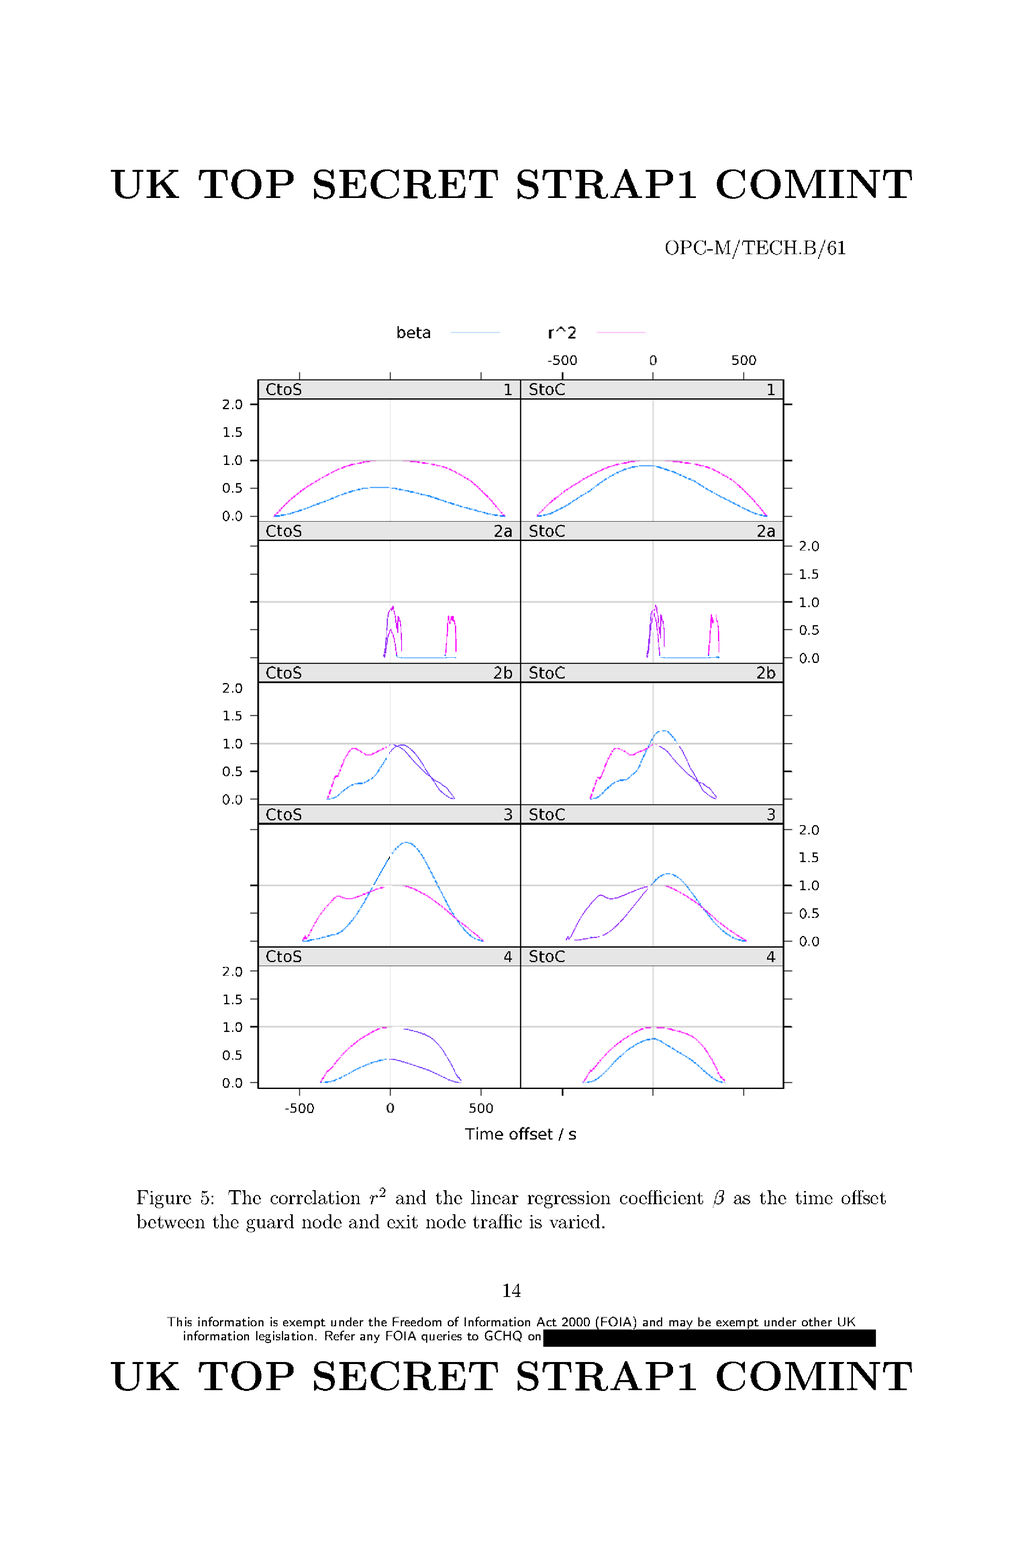 UK TOP SECRET STRAP1 COMINT
OPC-M/TECH.B/61
beta r^2
-500 0 500
CtoS 1 StoC 1
2.0
1.5
1.0
0.5
0.0
CtoS 2a StoC 2a
2.0
1.5
1.0
0.5
0.0
CtoS 2b StoC 2b
2.0
1.5
1.0
0.5
0.0
CtoS 3 StoC 3
2.0
1.5
1.0
0.5
0.0
CtoS 4 StoC 4
2.0
1.5
1.0
0.5
0.0
-500 0 500
Time offset / s
Figure 5: The correlation r² and the linear regression coefficient β as the time offset
between the guard node and exit node traffic is varied.
14
This information is exempt under the Freedom of Information Act 2000 (FOIA) and may be exempt under other UK
information legislation. Refer any FOIA queries to GCHQ on
UK TOP SECRET STRAP1 COMINT